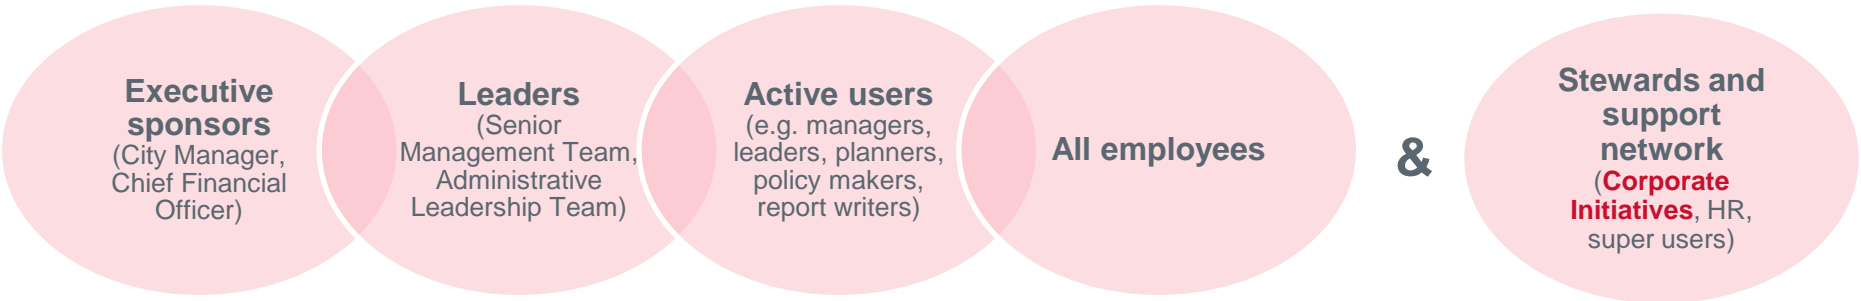 Executive
sponsors
(City Manager,
Chief Financial
Officer)
Leaders
(Senior
Management Team,
Administrative
Leadership Team)
Active users
(e.g. managers,
leaders, planners,
policy makers,
report writers)
All employees
&
Stewards and
support
network
(Corporate
Initiatives, HR,
super users)